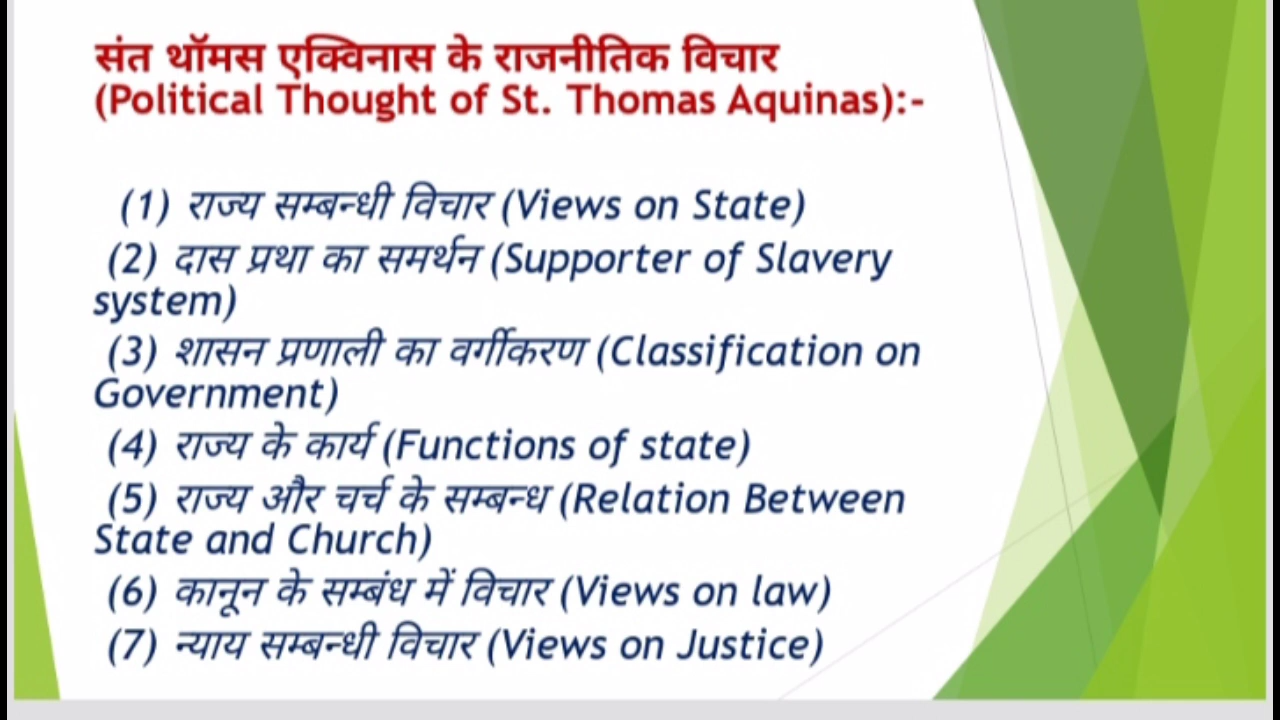 संत थॉमस एक्विनास के राजनीतिक विचार
(Political Thought of St. Thomas Aquinas):-
(1) राज्य सम्बन्धी विचार (Views on State)
(2) दास प्रथा का समर्थन (Supporter of Slavery
system)
(3) शासन प्रणाली का वर्गीकरण (Classification on
Government)
(4) राज्य के कार्य (Functions of state)
(5) राज्य और चर्च के सम्बन्ध (Relation Between
State and Church)
(6) कानून के सम्बंध में विचार (Views on law)
(7) न्याय सम्बन्धी विचार (Views on Justice)